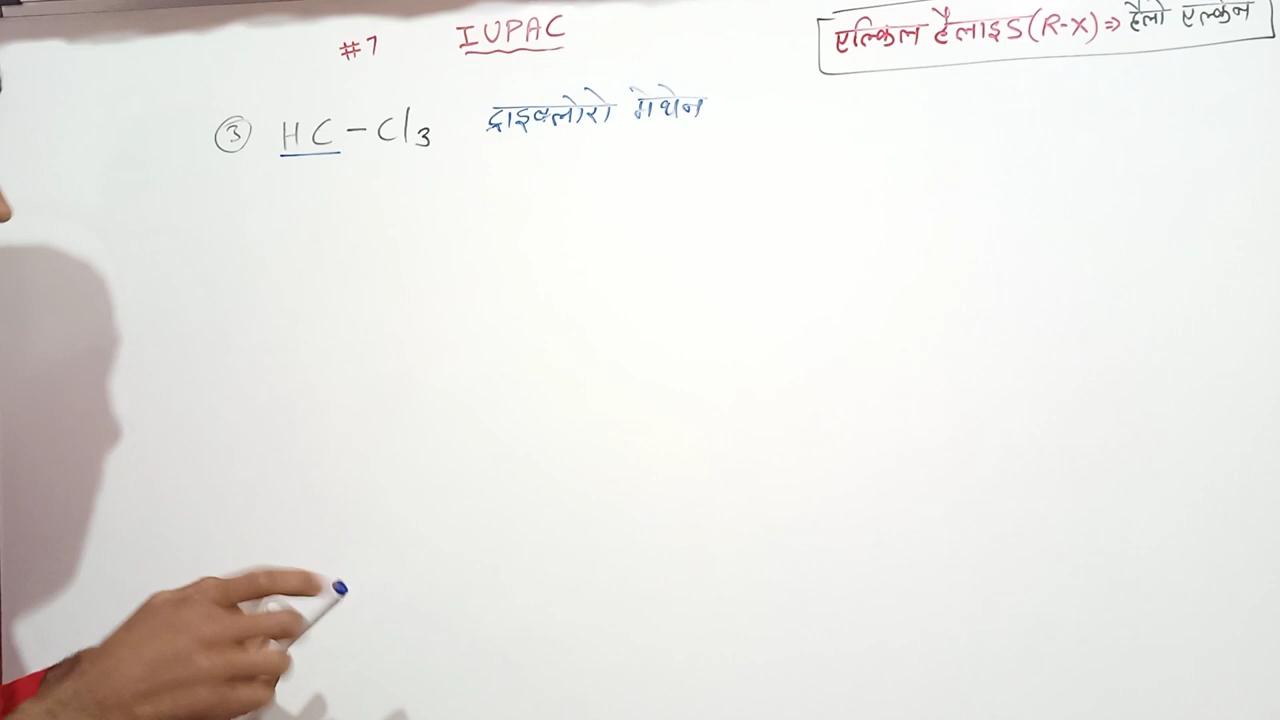 #7 IUPAC
एल्किल हैलाइड (R-X) ⇒ हैलो एल्केन
③ HC-Cl3 ट्राइक्लोरो मेथेन